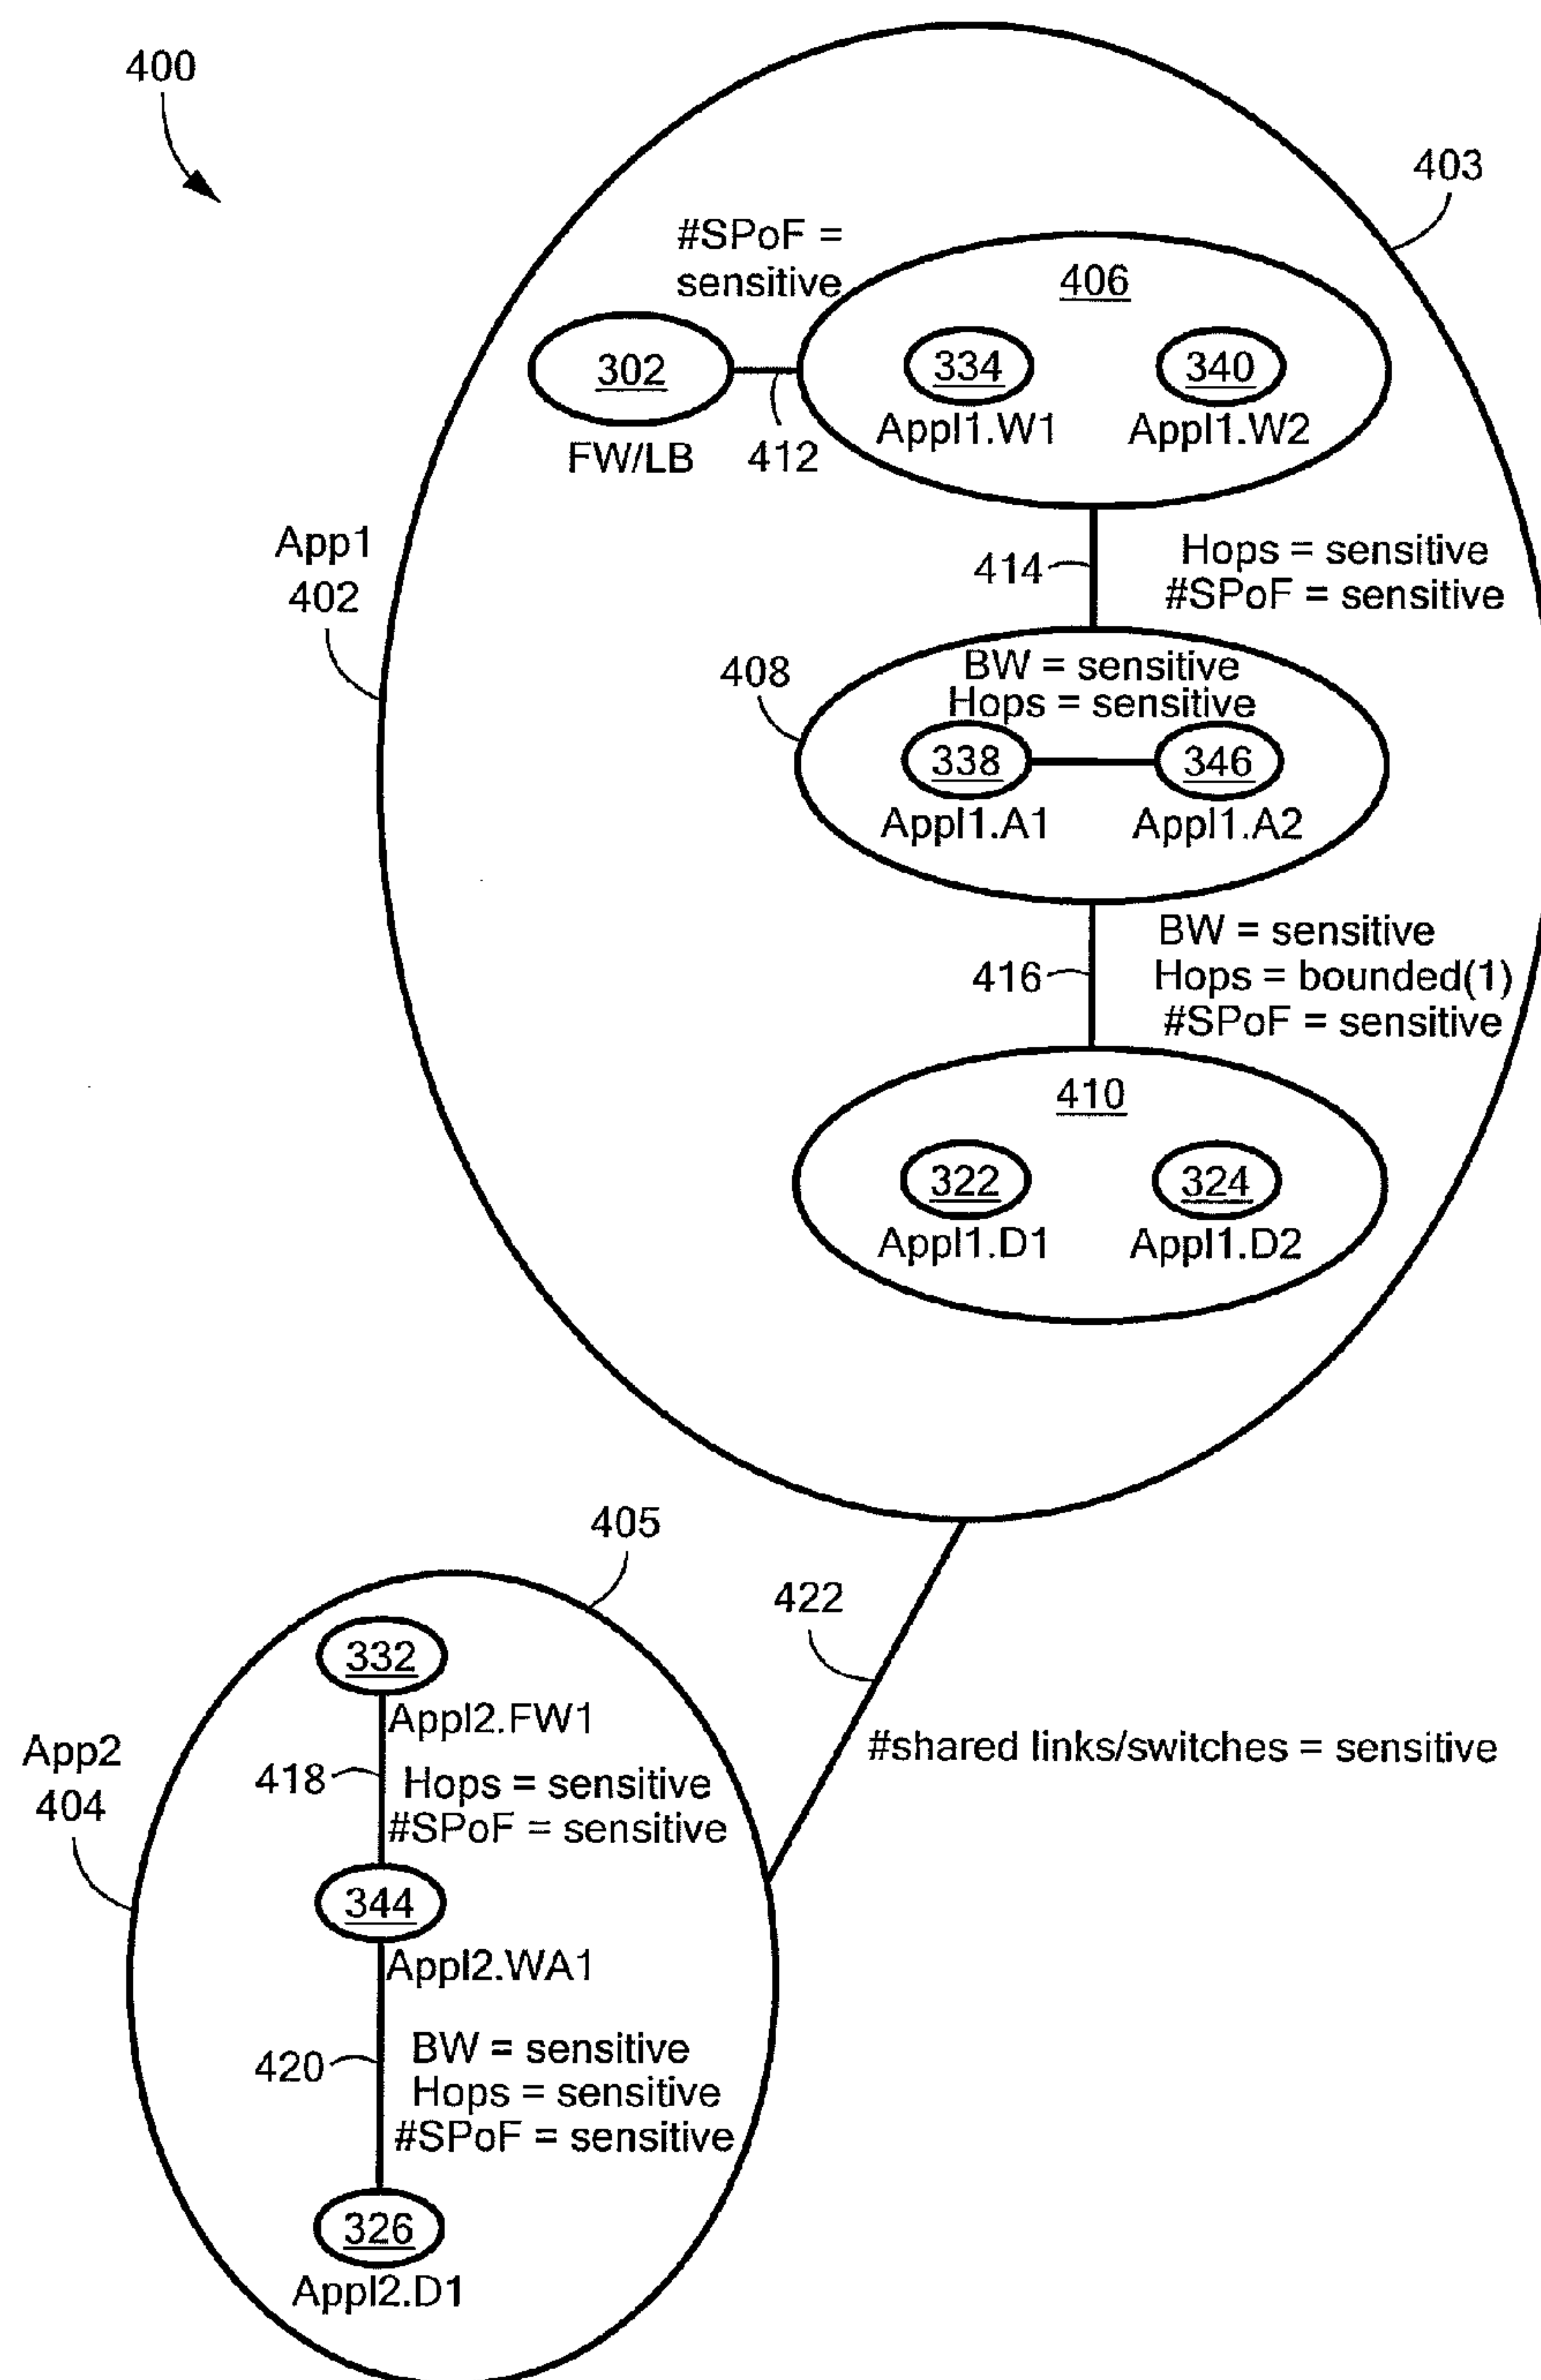 400
403
#SPoF =
sensitive
406
302
334
340
FW/LB
412
Appl1.W1
Appl1.W2
App1
402
414
Hops = sensitive
#SPoF = sensitive
408
BW = sensitive
Hops = sensitive
338
346
Appl1.A1
Appl1.A2
416
BW = sensitive
Hops = bounded(1)
#SPoF = sensitive
410
322
324
Appl1.D1
Appl1.D2
405
422
332
Appl2.FW1
#shared links/switches = sensitive
App2
404
418
Hops = sensitive
#SPoF = sensitive
344
Appl2.WA1
420
BW = sensitive
Hops = sensitive
#SPoF = sensitive
326
Appl2.D1